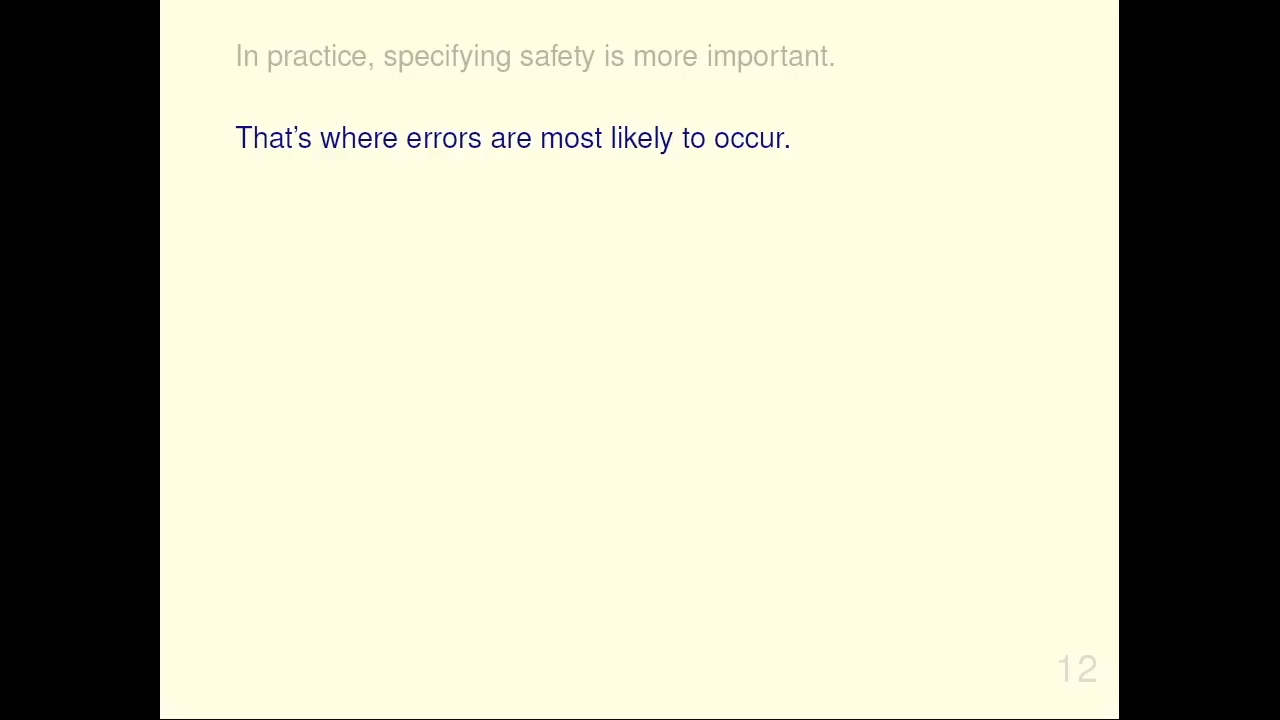 In practice, specifying safety is more important.
That’s where errors are most likely to occur.
12